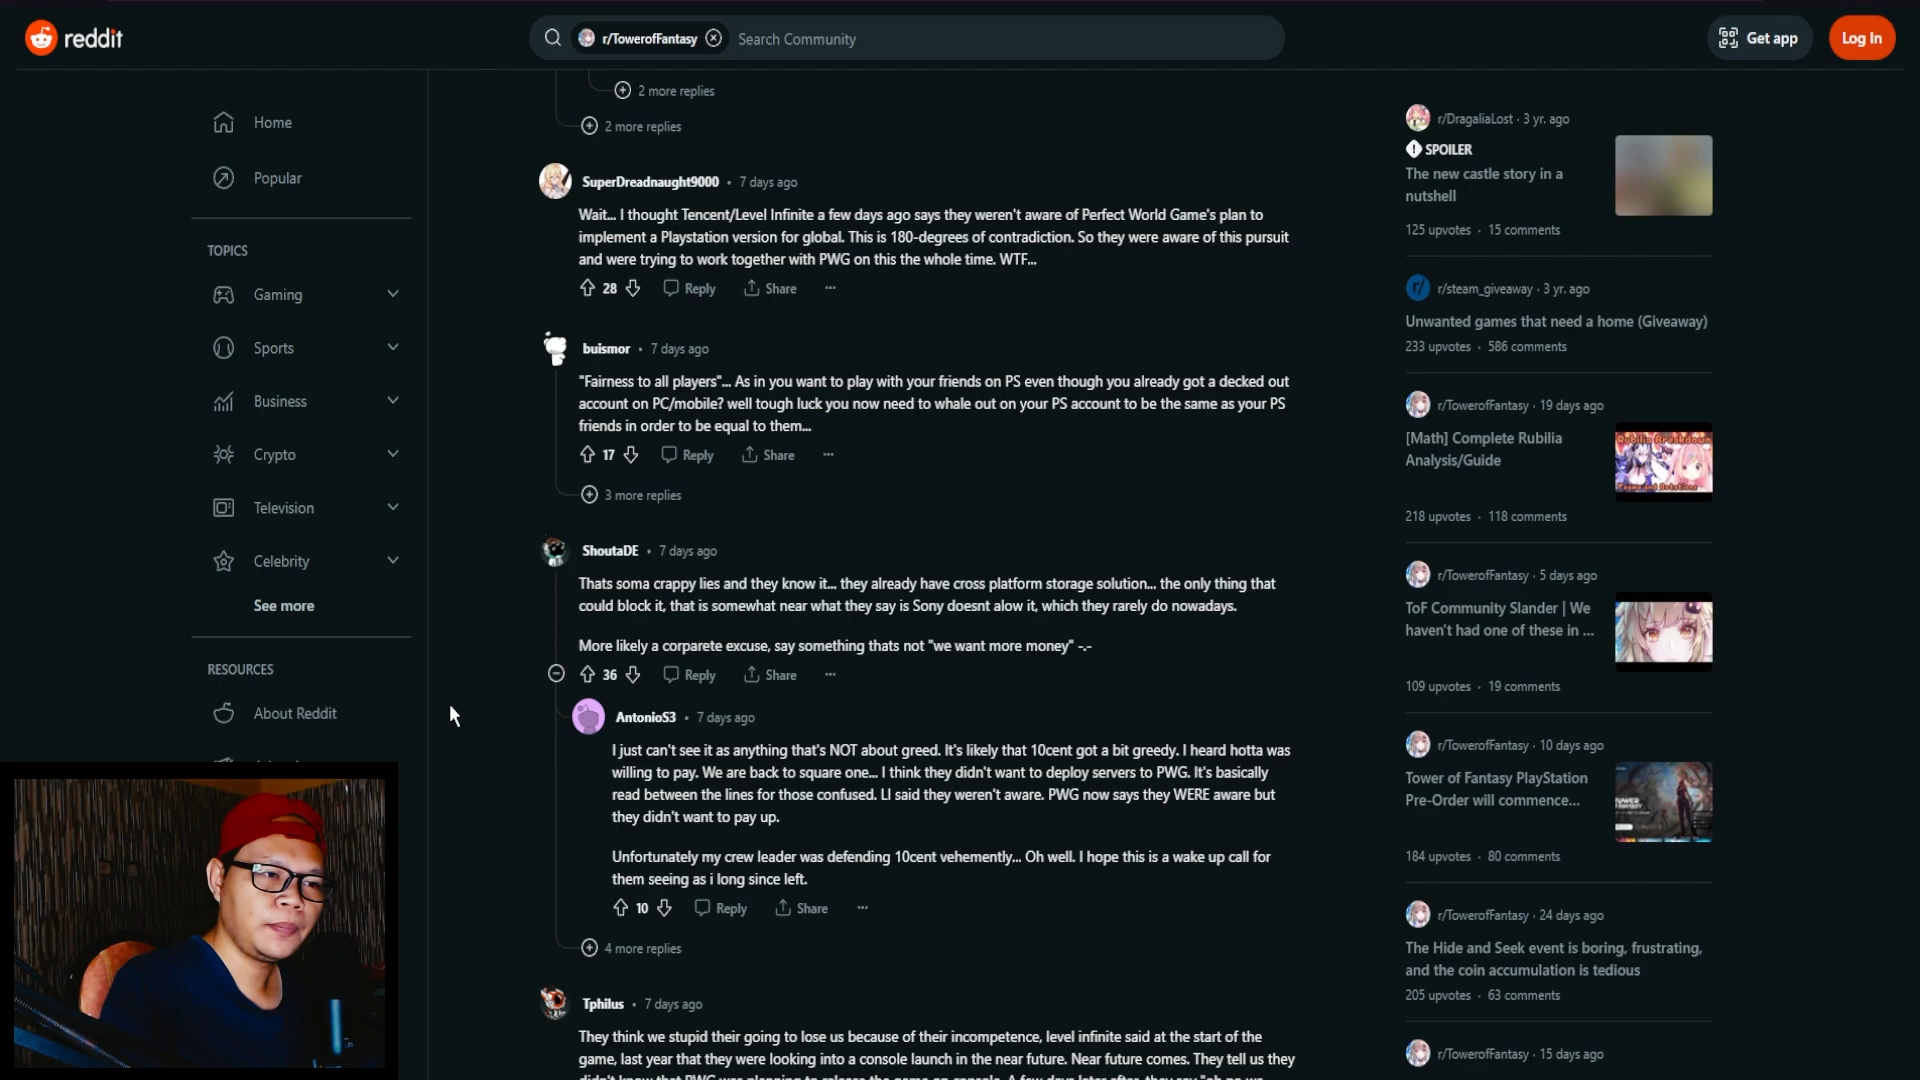 reddit
r/TowerofFantasy
Search Community
Get app
Log In
Home
Popular
TOPICS
Gaming
Sports
Business
Crypto
Television
Celebrity
See more
RESOURCES
About Reddit
2 more replies
2 more replies
SuperDreadnaught9000 • 7 days ago
Wait... I thought Tencent/Level Infinite a few days ago says they weren't aware of Perfect World Game's plan to
implement a Playstation version for global. This is 180-degrees of contradiction. So they were aware of this pursuit
and were trying to work together with PWG on this the whole time. WTF...
28 Reply Share ...
buismor • 7 days ago
"Fairness to all players"... As in you want to play with your friends on PS even though you already got a decked out
account on PC/mobile? well tough luck you now need to whale out on your PS account to be the same as your PS
friends in order to be equal to them...
17 Reply Share ...
3 more replies
ShoutaDE • 7 days ago
Thats soma crappy lies and they know it... they already have cross platform storage solution... the only thing that
could block it, that is somewhat near what they say is Sony doesnt alow it, which they rarely do nowadays.
More likely a corparete excuse, say something thats not "we want more money" -.-
36 Reply Share ...
AntonioS3 • 7 days ago
I just can't see it as anything that's NOT about greed. It's likely that 10cent got a bit greedy. I heard hotta was
willing to pay. We are back to square one... I think they didn't want to deploy servers to PWG. It's basically
read between the lines for those confused. LI said they weren't aware. PWG now says they WERE aware but
they didn't want to pay up.
Unfortunately my crew leader was defending 10cent vehemently... Oh well. I hope this is a wake up call for
them seeing as i long since left.
10 Reply Share ...
4 more replies
Tphilus • 7 days ago
They think we stupid their going to lose us because of their incompetence, level infinite said at the start of the
game, last year that they were looking into a console launch in the near future. Near future comes. They tell us they
r/DragaliaLost · 3 yr. ago
SPOILER
The new castle story in a
nutshell
125 upvotes · 15 comments
r/steam_giveaway · 3 yr. ago
Unwanted games that need a home (Giveaway)
233 upvotes · 586 comments
r/TowerofFantasy · 19 days ago
[Math] Complete Rubilia
Analysis/Guide
218 upvotes · 118 comments
r/TowerofFantasy · 5 days ago
ToF Community Slander | We
haven't had one of these in ...
109 upvotes · 19 comments
r/TowerofFantasy · 10 days ago
Tower of Fantasy PlayStation
Pre-Order will commence...
184 upvotes · 80 comments
r/TowerofFantasy · 24 days ago
The Hide and Seek event is boring, frustrating,
and the coin accumulation is tedious
205 upvotes · 63 comments
r/TowerofFantasy · 15 days ago